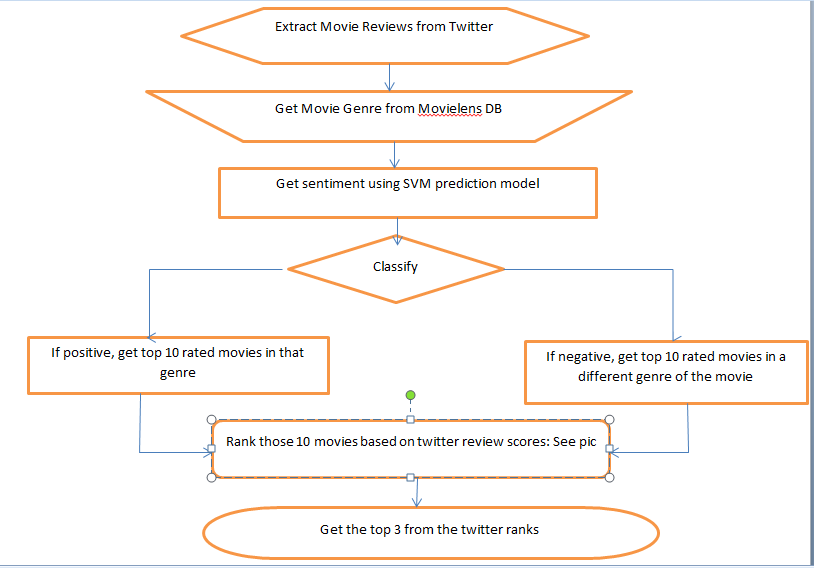 Extract Movie Reviews from Twitter
Get Movie Genre from Movielens DB
Get sentiment using SVM prediction model
Classify
If positive, get top 10 rated movies in that
genre
If negative, get top 10 rated movies in a
different genre of the movie
Rank those 10 movies based on twitter review scores: See pic
Get the top 3 from the twitter ranks